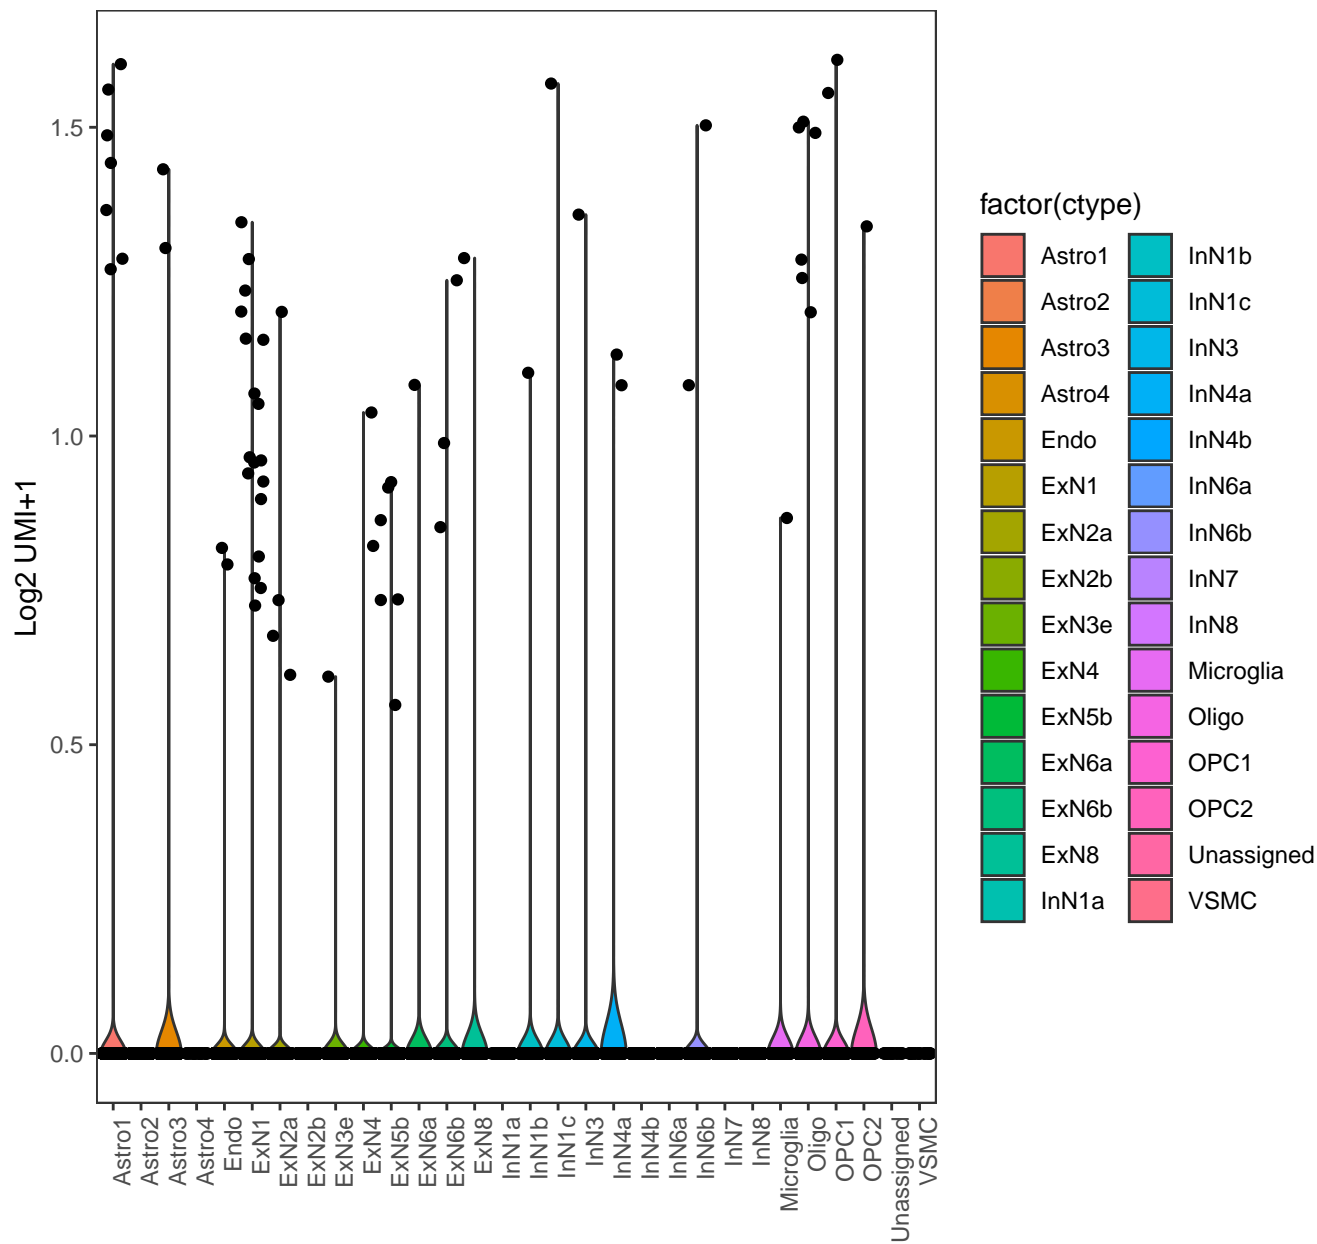 Log2 UMI+1
1.5
1.0
0.5
0.0
Astro1
Astro2
Astro3
Astro4
Endo
ExN1
ExN2a
ExN2b
ExN3e
ExN4
ExN5b
ExN6a
ExN6b
ExN8
InN1a
InN1b
InN1c
InN3
InN4a
InN4b
InN6a
InN6b
InN7
InN8
Microglia
Oligo
OPC1
OPC2
Unassigned
VSMC
factor(ctype)
Astro1
Astro2
Astro3
Astro4
Endo
ExN1
ExN2a
ExN2b
ExN3e
ExN4
ExN5b
ExN6a
ExN6b
ExN8
InN1a
InN1b
InN1c
InN3
InN4a
InN4b
InN6a
InN6b
InN7
InN8
Microglia
Oligo
OPC1
OPC2
Unassigned
VSMC